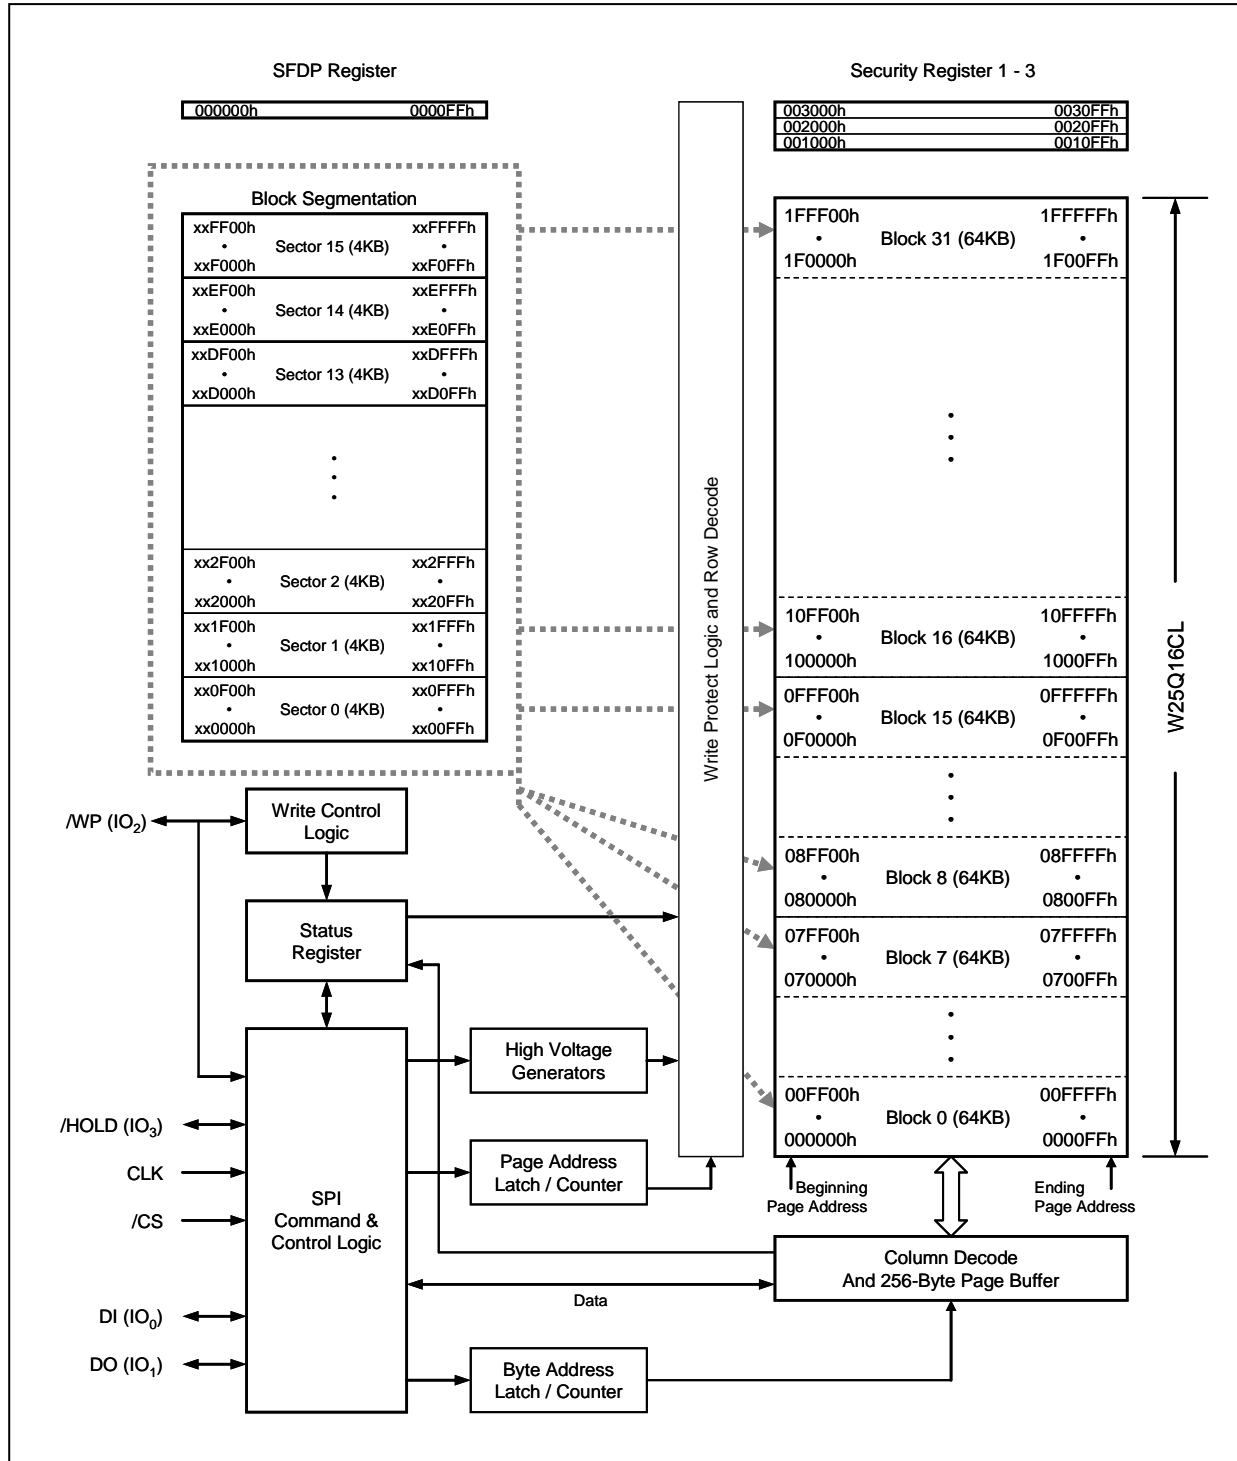 SFDP Register
000000h 0000FFh
Security Register 1 - 3
003000h 0030FFh
002000h 0020FFh
001000h 0010FFh
Block Segmentation
xxFF00h xxFFFFh
• Sector 15 (4KB) •
xxF000h xxF0FFh
xxEF00h xxEFFFh
• Sector 14 (4KB) •
xxE000h xxE0FFh
xxDF00h xxDFFFh
• Sector 13 (4KB) •
xxD000h xxD0FFh
xx2F00h xx2FFFh
• Sector 2 (4KB) •
xx2000h xx20FFh
xx1F00h xx1FFFh
• Sector 1 (4KB) •
xx1000h xx10FFh
xx0F00h xx0FFFh
• Sector 0 (4KB) •
xx0000h xx00FFh
Write Protect Logic and Row Decode
1FFF00h 1FFFFFh
• Block 31 (64KB) •
1F0000h 1F00FFh
10FF00h 10FFFFh
• Block 16 (64KB) •
100000h 1000FFh
0FFF00h 0FFFFFh
• Block 15 (64KB) •
0F0000h 0F00FFh
08FF00h 08FFFFh
• Block 8 (64KB) •
080000h 0800FFh
07FF00h 07FFFFh
• Block 7 (64KB) •
070000h 0700FFh
00FF00h 00FFFFh
• Block 0 (64KB) •
000000h 0000FFh
W25Q16CL
Beginning
Page Address
Ending
Page Address
/WP (IO2)
Write Control
Logic
Status
Register
High Voltage
Generators
/HOLD (IO3)
CLK
/CS
DI (IO0)
DO (IO1)
SPI
Command &
Control Logic
Page Address
Latch / Counter
Column Decode
And 256-Byte Page Buffer
Data
Byte Address
Latch / Counter